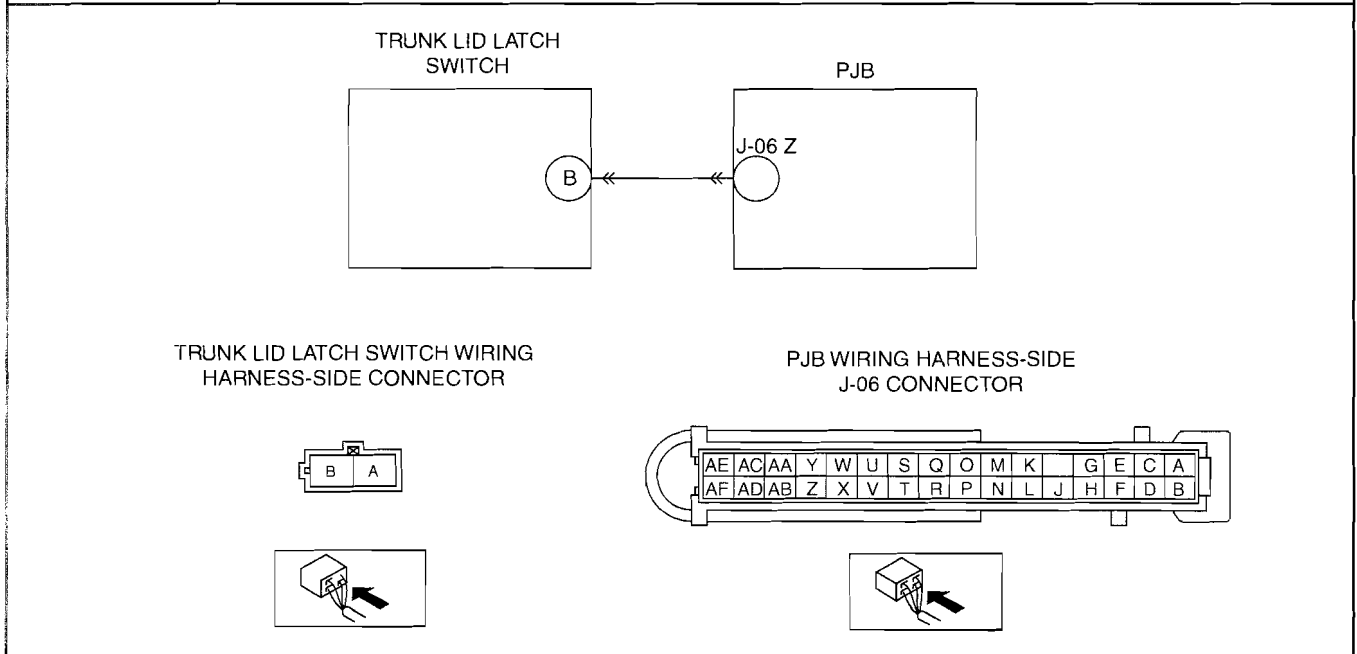 TRUNK LID LATCH
SWITCH
PJB
J-06 Z
B
TRUNK LID LATCH SWITCH WIRING
HARNESS-SIDE CONNECTOR
PJB WIRING HARNESS-SIDE
J-06 CONNECTOR
B A
AE AC AA Y W U S Q O M K G E C A
AF AD AB Z X V T R P N L J H F D B